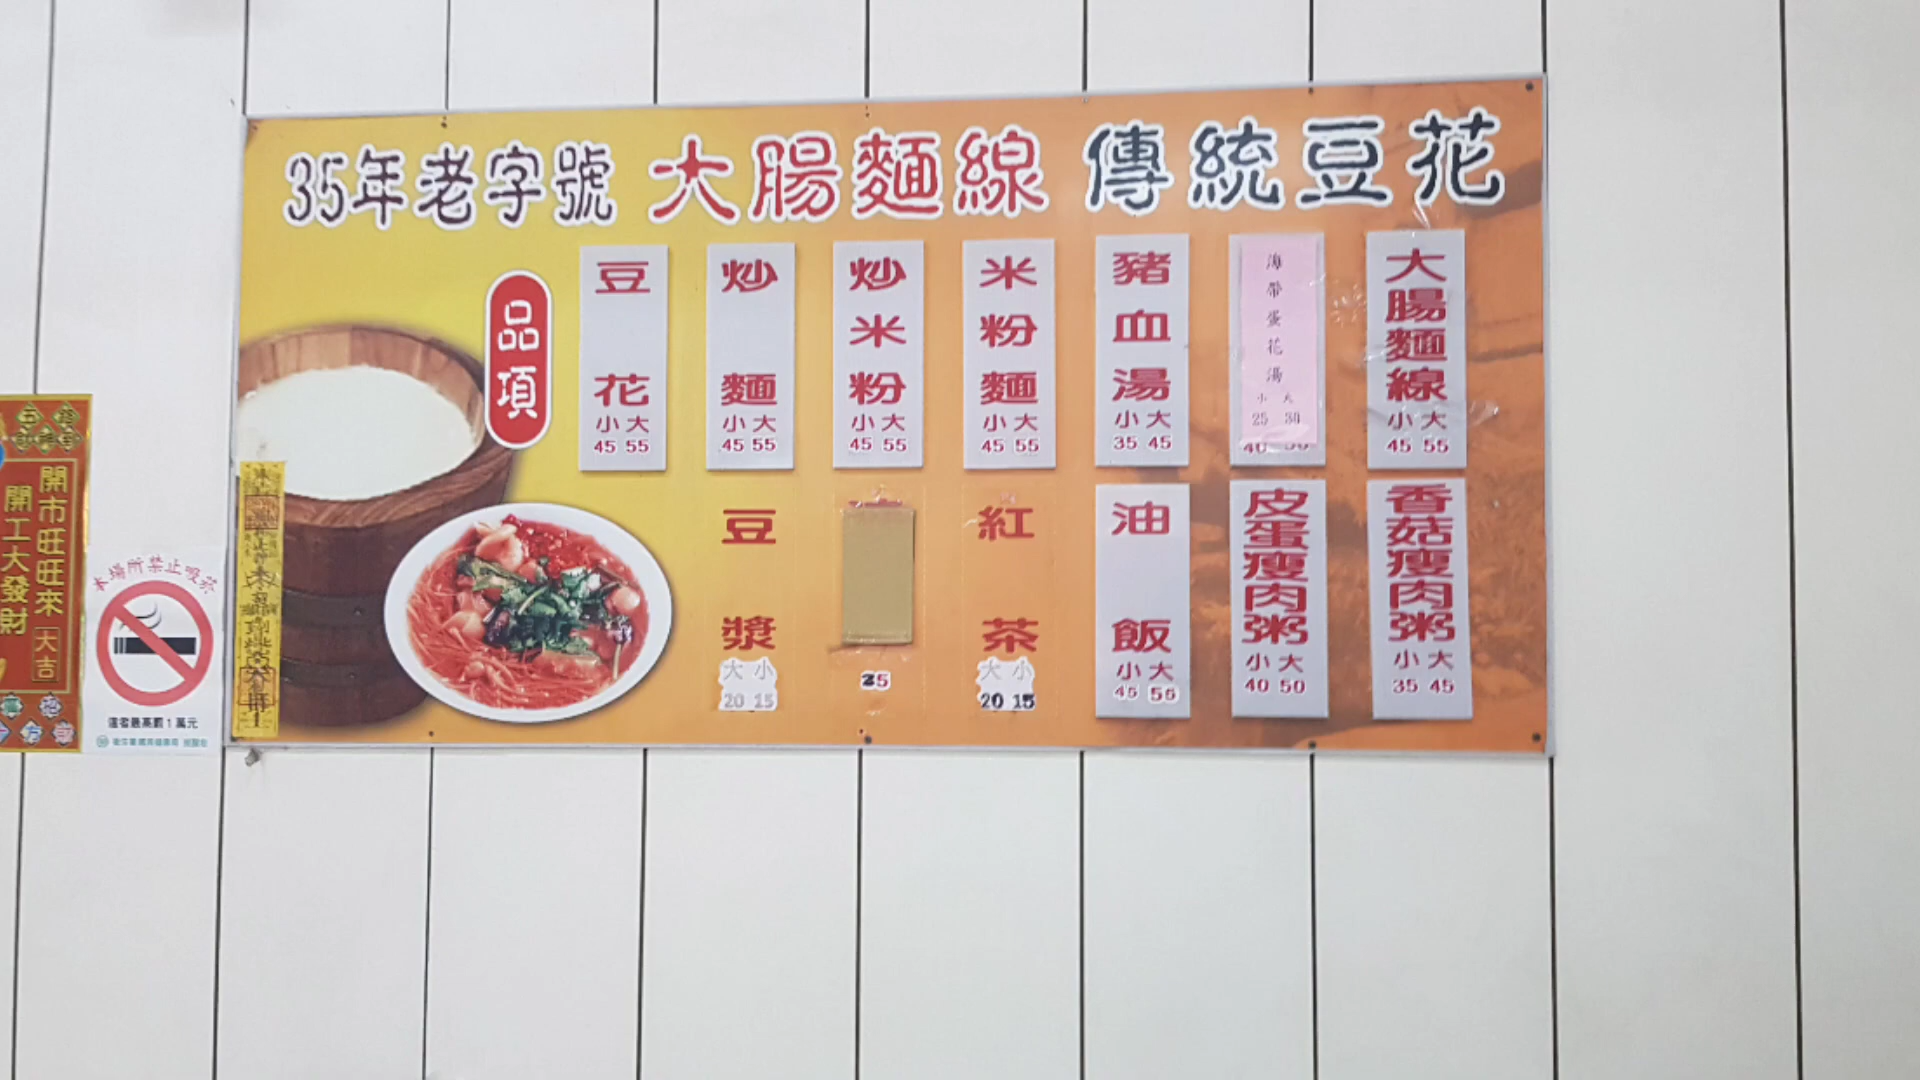 35年老字號 大腸麵線 傳統豆花
品項
豆花
小 大
45 55
炒麵
小 大
45 55
炒米粉
小 大
45 55
米粉麵
小 大
45 55
豬血湯
小 大
35 45
海帶蛋花湯
小 大
25 30
大腸麵線
小 大
45 55
豆漿
大 小
20 15
25
紅茶
大 小
20 15
油飯
小 大
45 55
皮蛋瘦肉粥
小 大
40 50
香菇瘦肉粥
小 大
35 45
開市旺旺來 大吉
開工大發財
本場所禁止吸菸
違者最高罰1萬元